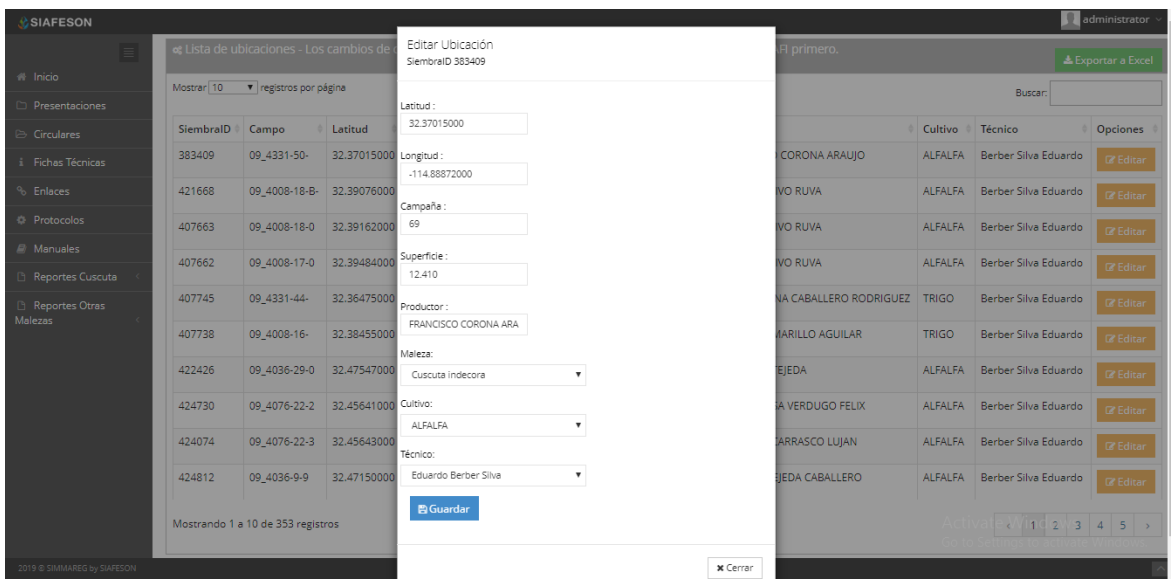 SIAFESON
administrator
Inicio
Presentaciones
Circulares
Fichas Técnicas
Enlaces
Protocolos
Manuales
Reportes Cuscuta
Reportes Otras
Malezas
2019 © SIMMAREG by SIAFESON
Lista de ubicaciones - Los cambios de
FI primero.
Exportar a Excel
Mostrar 10 registros por página
Buscar:
SiembraID Campo Latitud Cultivo Técnico Opciones
383409 09_4331-50- 32.37015000 CORONA ARAUJO ALFALFA Berber Silva Eduardo Editar
421668 09_4008-18-B- 32.39076000 VO RUVA ALFALFA Berber Silva Eduardo Editar
407663 09_4008-18-0 32.39162000 VO RUVA ALFALFA Berber Silva Eduardo Editar
407662 09_4008-17-0 32.39484000 VO RUVA ALFALFA Berber Silva Eduardo Editar
407745 09_4331-44- 32.36475000 NA CABALLERO RODRIGUEZ TRIGO Berber Silva Eduardo Editar
407738 09_4008-16- 32.38455000 MARILLO AGUILAR TRIGO Berber Silva Eduardo Editar
422426 09_4036-29-0 32.47547000 TEJEDA ALFALFA Berber Silva Eduardo Editar
424730 09_4076-22-2 32.45641000 SA VERDUGO FELIX ALFALFA Berber Silva Eduardo Editar
424074 09_4076-22-3 32.45643000 CARRASCO LUJAN ALFALFA Berber Silva Eduardo Editar
424812 09_4036-9-9 32.47150000 EJEDA CABALLERO ALFALFA Berber Silva Eduardo Editar
Mostrando 1 a 10 de 353 registros
‹ 1 2 3 4 5 ›
Activate Windows
Go to Settings to activate Windows.
Editar Ubicación
SiembraID 383409
Latitud :
32.37015000
Longitud :
-114.88872000
Campaña :
69
Superficie :
12.410
Productor :
FRANCISCO CORONA ARA
Maleza:
Cuscuta indecora
Cultivo:
ALFALFA
Técnico:
Eduardo Berber Silva
Guardar
Cerrar